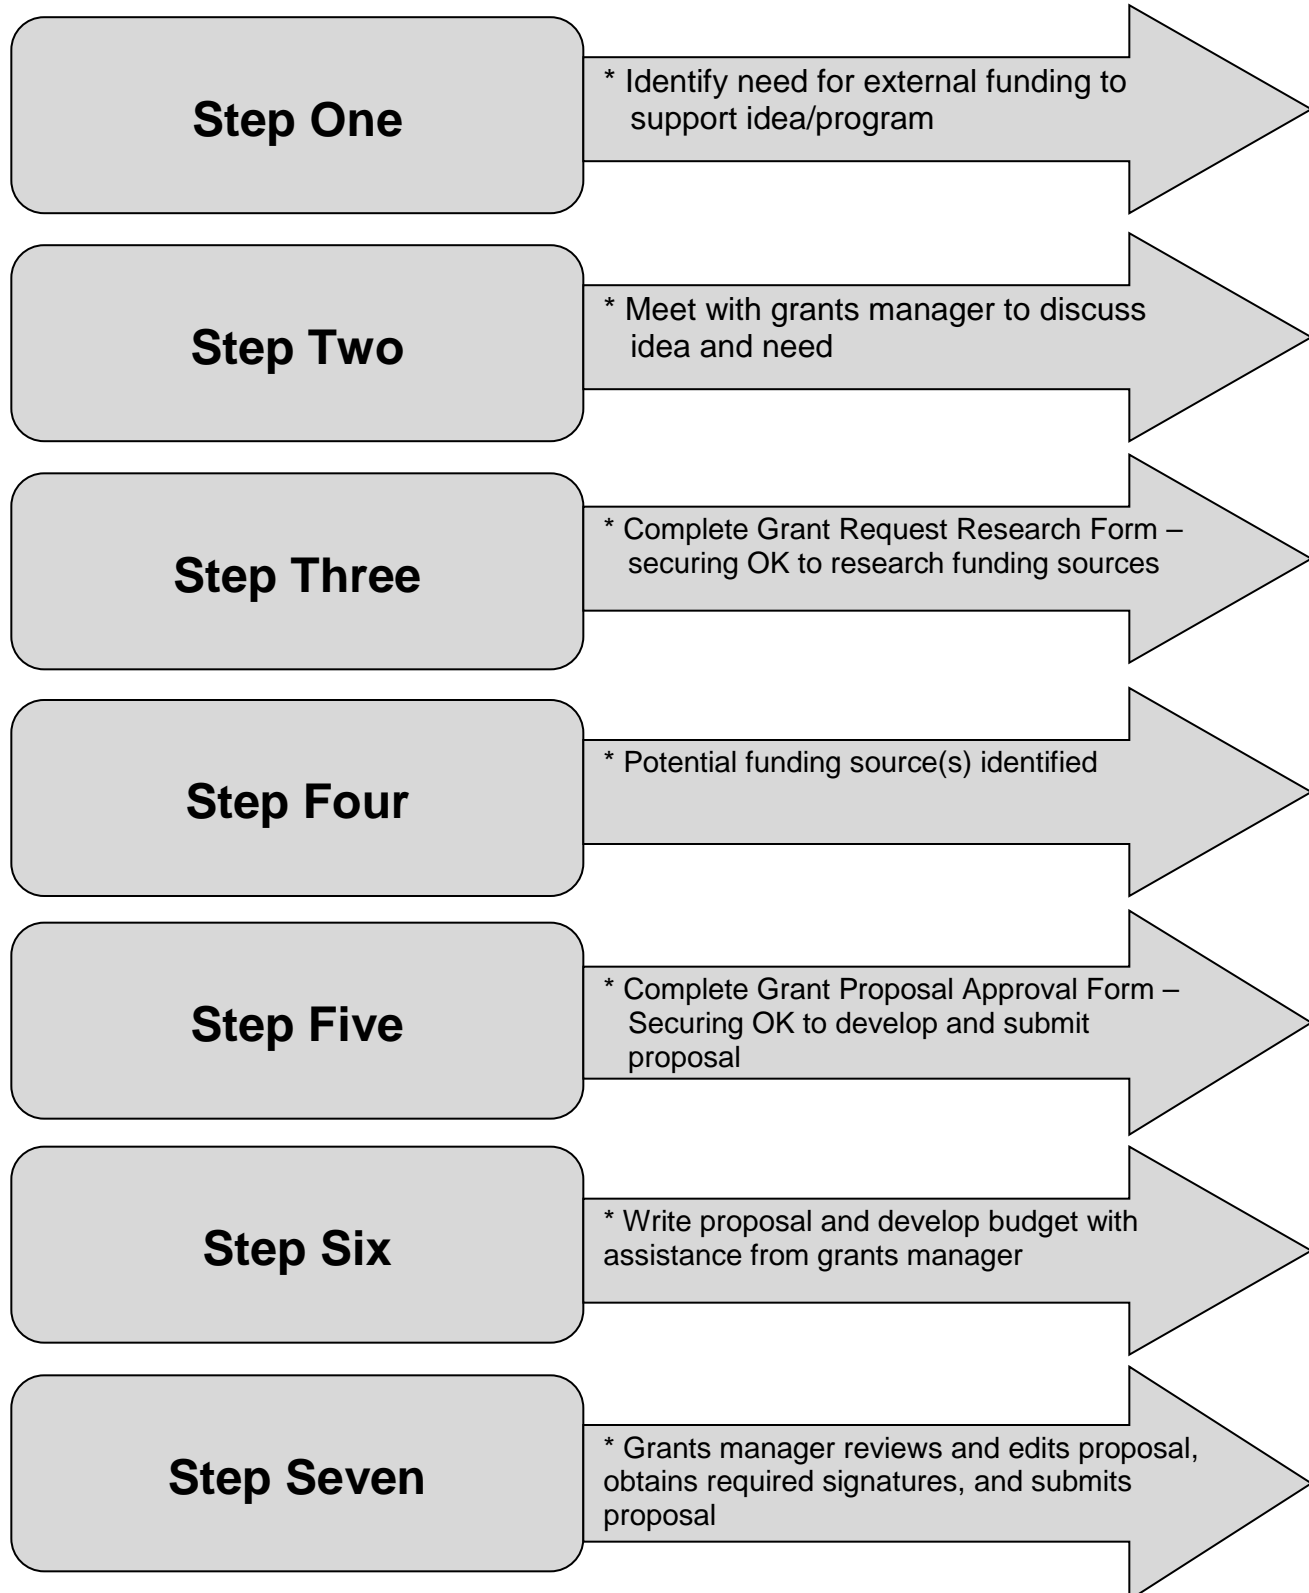 Step One
* Identify need for external funding to
support idea/program
Step Two
* Meet with grants manager to discuss
idea and need
Step Three
* Complete Grant Request Research Form –
securing OK to research funding sources
Step Four
* Potential funding source(s) identified
Step Five
* Complete Grant Proposal Approval Form –
Securing OK to develop and submit
proposal
Step Six
* Write proposal and develop budget with
assistance from grants manager
Step Seven
* Grants manager reviews and edits proposal,
obtains required signatures, and submits
proposal